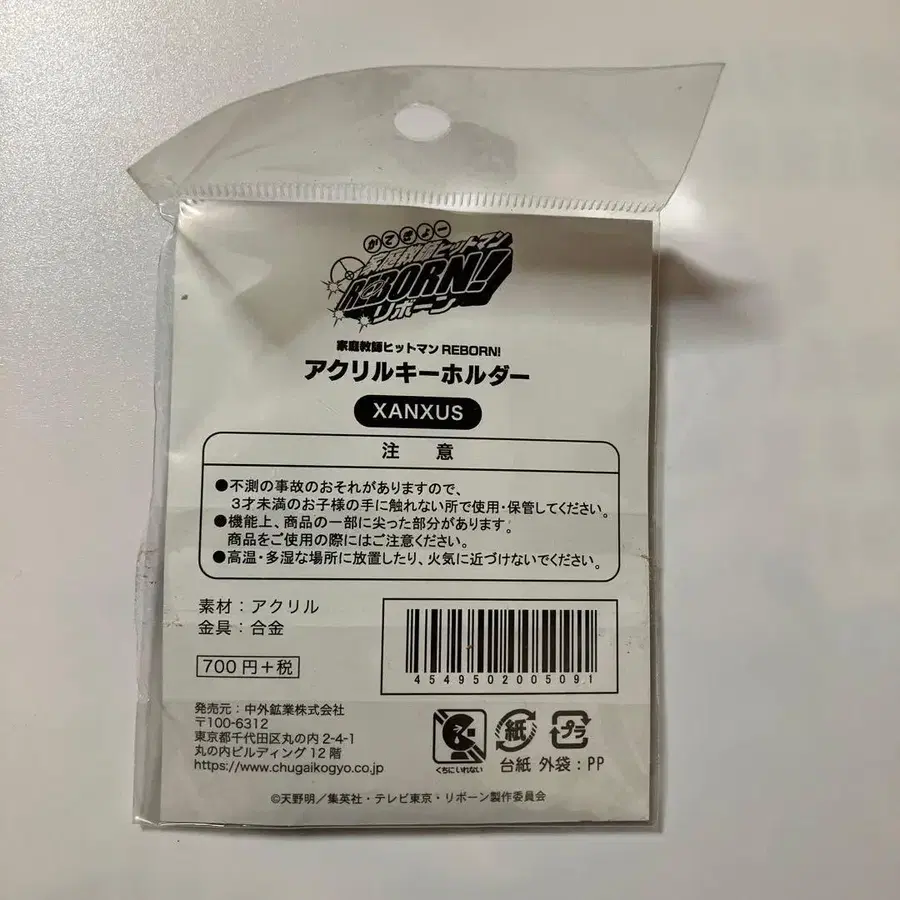 かてきょー
家庭教師ヒットマン
REBORN!
リボーン
家庭教師ヒットマン REBORN!
アクリルキーホルダー
XANXUS
注 意
●不測の事故のおそれがありますので、
3才未満のお子様の手に触れない所で使用・保管してください。
●機能上、商品の一部に尖った部分があります。
商品をご使用の際にはご注意ください。
●高温・多湿な場所に放置したり、火気に近づけないでください。
素材：アクリル
金具：合金
700円+税
4549502005091
発売元：中外鉱業株式会社
〒100-6312
東京都千代田区丸の内 2-4-1
丸の内ビルディング 12 階
https://www.chugaikogyo.co.jp
くちにいれない
紙
プラ
台紙 外袋：PP
©天野明／集英社・テレビ東京・リボーン製作委員会